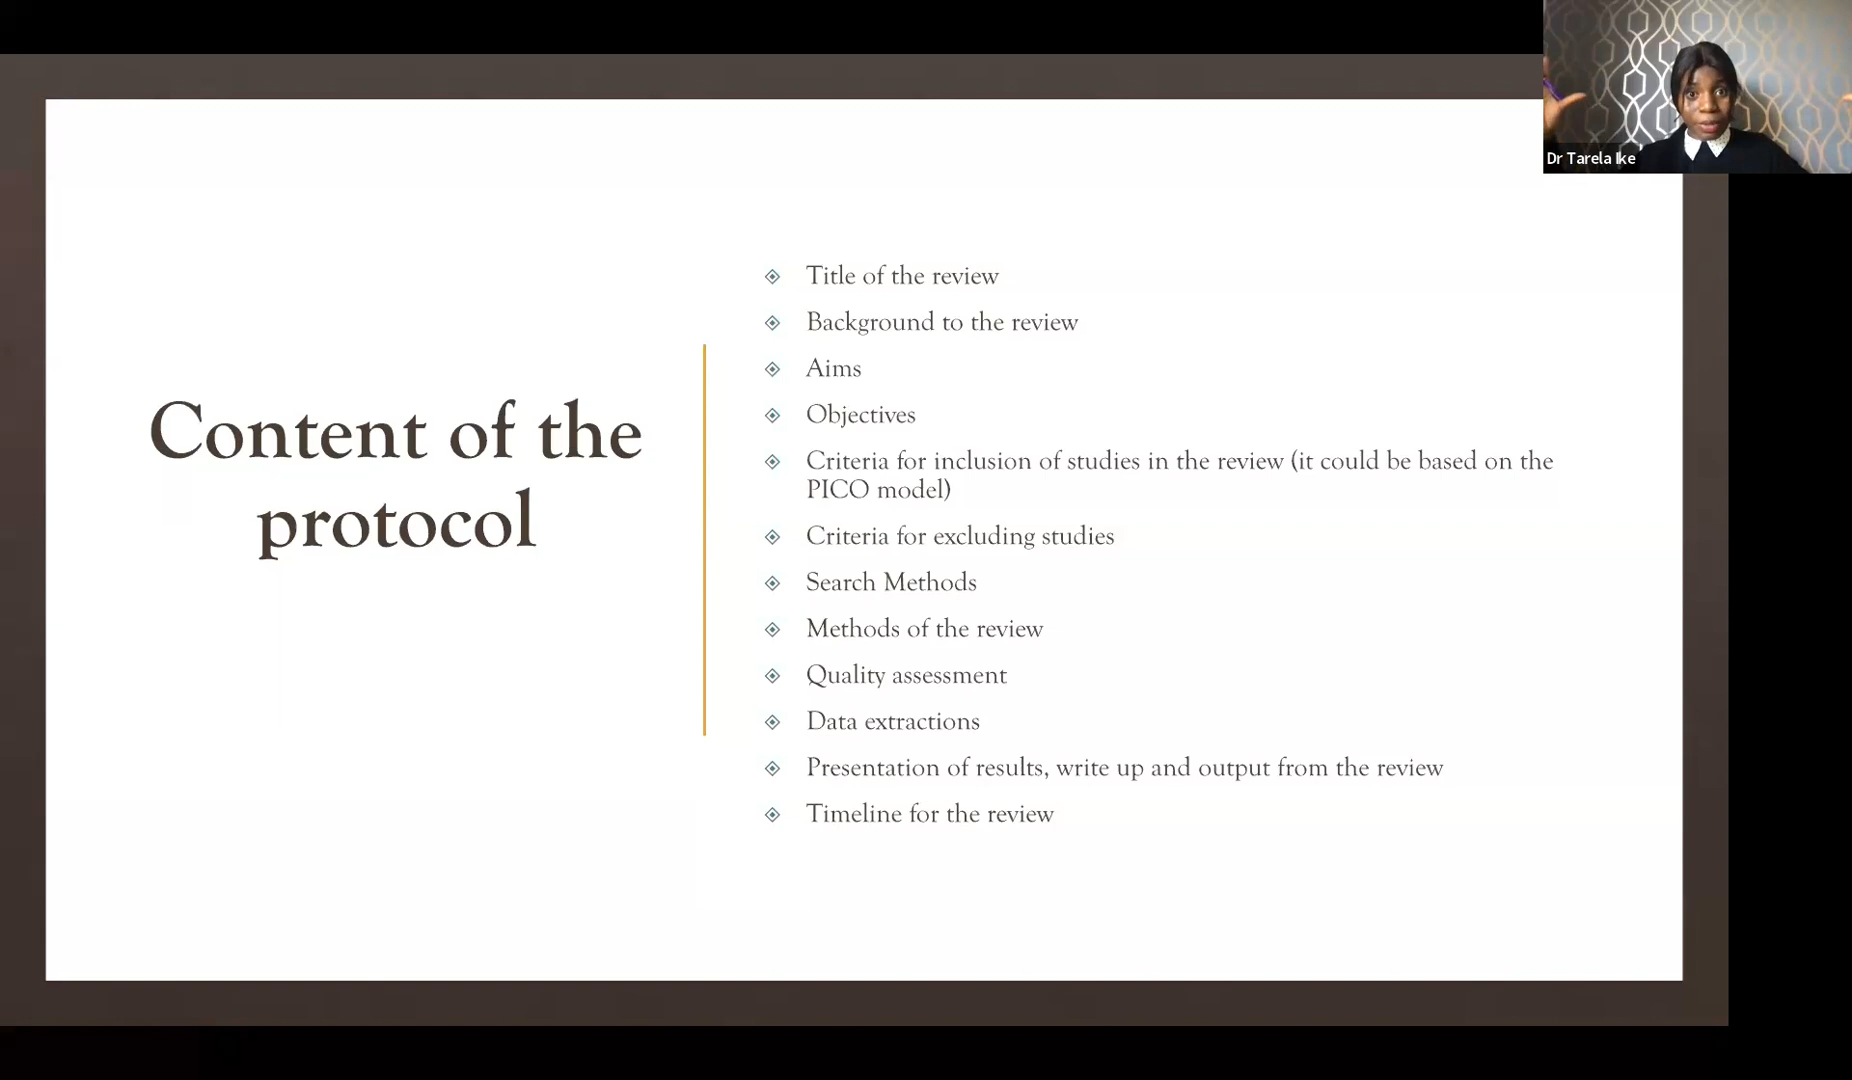 Dr Tarela Ike
Content of the
protocol
Title of the review
Background to the review
Aims
Objectives
Criteria for inclusion of studies in the review (it could be based on the
PICO model)
Criteria for excluding studies
Search Methods
Methods of the review
Quality assessment
Data extractions
Presentation of results, write up and output from the review
Timeline for the review